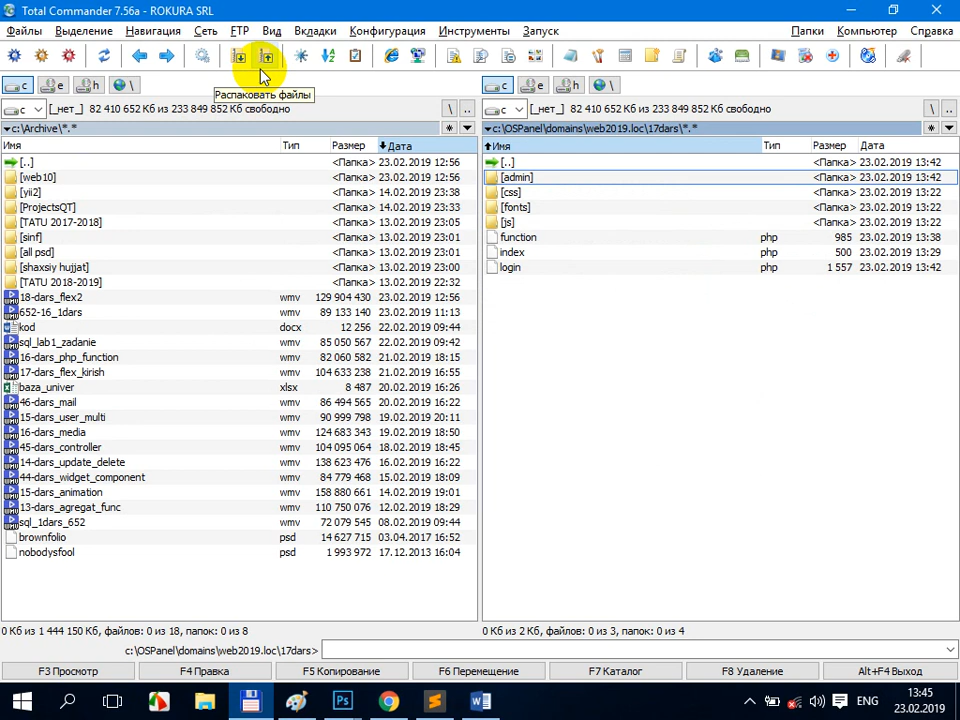 Total Commander 7.56a - ROKURA SRL
Файлы Выделение Навигация Сеть FTP Вид Вкладки Конфигурация Инструменты Запуск Папки Компьютер Справка
Распаковать файлы
c e h \ c e h \
c [_нет_] 82 410 652 Кб из 233 849 852 Кб свободно \ .. c [_нет_] 82 410 652 Кб из 233 849 852 Кб свободно \ ..
c:\Archive\*.* * c:\OSPanel\domains\web2019.loc\17dars\*.* *
Имя Тип Размер Дата
[..] <Папка> 23.02.2019 12:56
[web10] <Папка> 23.02.2019 12:56
[yii2] <Папка> 14.02.2019 23:38
[ProjectsQT] <Папка> 14.02.2019 23:33
[TATU 2017-2018] <Папка> 13.02.2019 23:05
[sinf] <Папка> 13.02.2019 23:01
[all psd] <Папка> 13.02.2019 23:01
[shaxsiy hujjat] <Папка> 13.02.2019 23:00
[TATU 2018-2019] <Папка> 13.02.2019 22:32
18-dars_flex2 wmv 129 904 430 23.02.2019 12:56
652-16_1dars wmv 89 133 140 23.02.2019 11:13
kod docx 12 256 22.02.2019 09:44
sql_lab1_zadanie wmv 85 050 567 22.02.2019 09:42
16-dars_php_function wmv 82 060 582 21.02.2019 18:15
17-dars_flex_kirish wmv 104 633 238 21.02.2019 16:55
baza_univer xlsx 8 487 20.02.2019 16:26
46-dars_mail wmv 86 494 565 20.02.2019 16:22
15-dars_user_multi wmv 90 999 798 19.02.2019 20:11
16-dars_media wmv 124 683 343 19.02.2019 18:50
45-dars_controller wmv 104 095 064 18.02.2019 18:45
14-dars_update_delete wmv 138 623 476 16.02.2019 16:22
44-dars_widget_component wmv 84 779 468 15.02.2019 18:09
15-dars_animation wmv 158 880 661 14.02.2019 19:01
13-dars_agregat_func wmv 110 750 076 12.02.2019 18:29
sql_1dars_652 wmv 72 079 545 08.02.2019 09:44
brownfolio psd 14 627 715 03.04.2017 16:52
nobodysfool psd 1 993 972 17.12.2013 16:04
0 Кб из 1 444 150 Кб, файлов: 0 из 18, папок: 0 из 8
Имя Тип Размер Дата
[..] <Папка> 23.02.2019 13:42
[admin] <Папка> 23.02.2019 13:42
[css] <Папка> 23.02.2019 13:22
[fonts] <Папка> 23.02.2019 13:22
[js] <Папка> 23.02.2019 13:22
function php 985 23.02.2019 13:38
index php 500 23.02.2019 13:29
login php 1 557 23.02.2019 13:42
0 Кб из 2 Кб, файлов: 0 из 3, папок: 0 из 4
c:\OSPanel\domains\web2019.loc\17dars>
F3 Просмотр F4 Правка F5 Копирование F6 Перемещение F7 Каталог F8 Удаление Alt+F4 Выход
Ps W ENG 13:45
23.02.2019